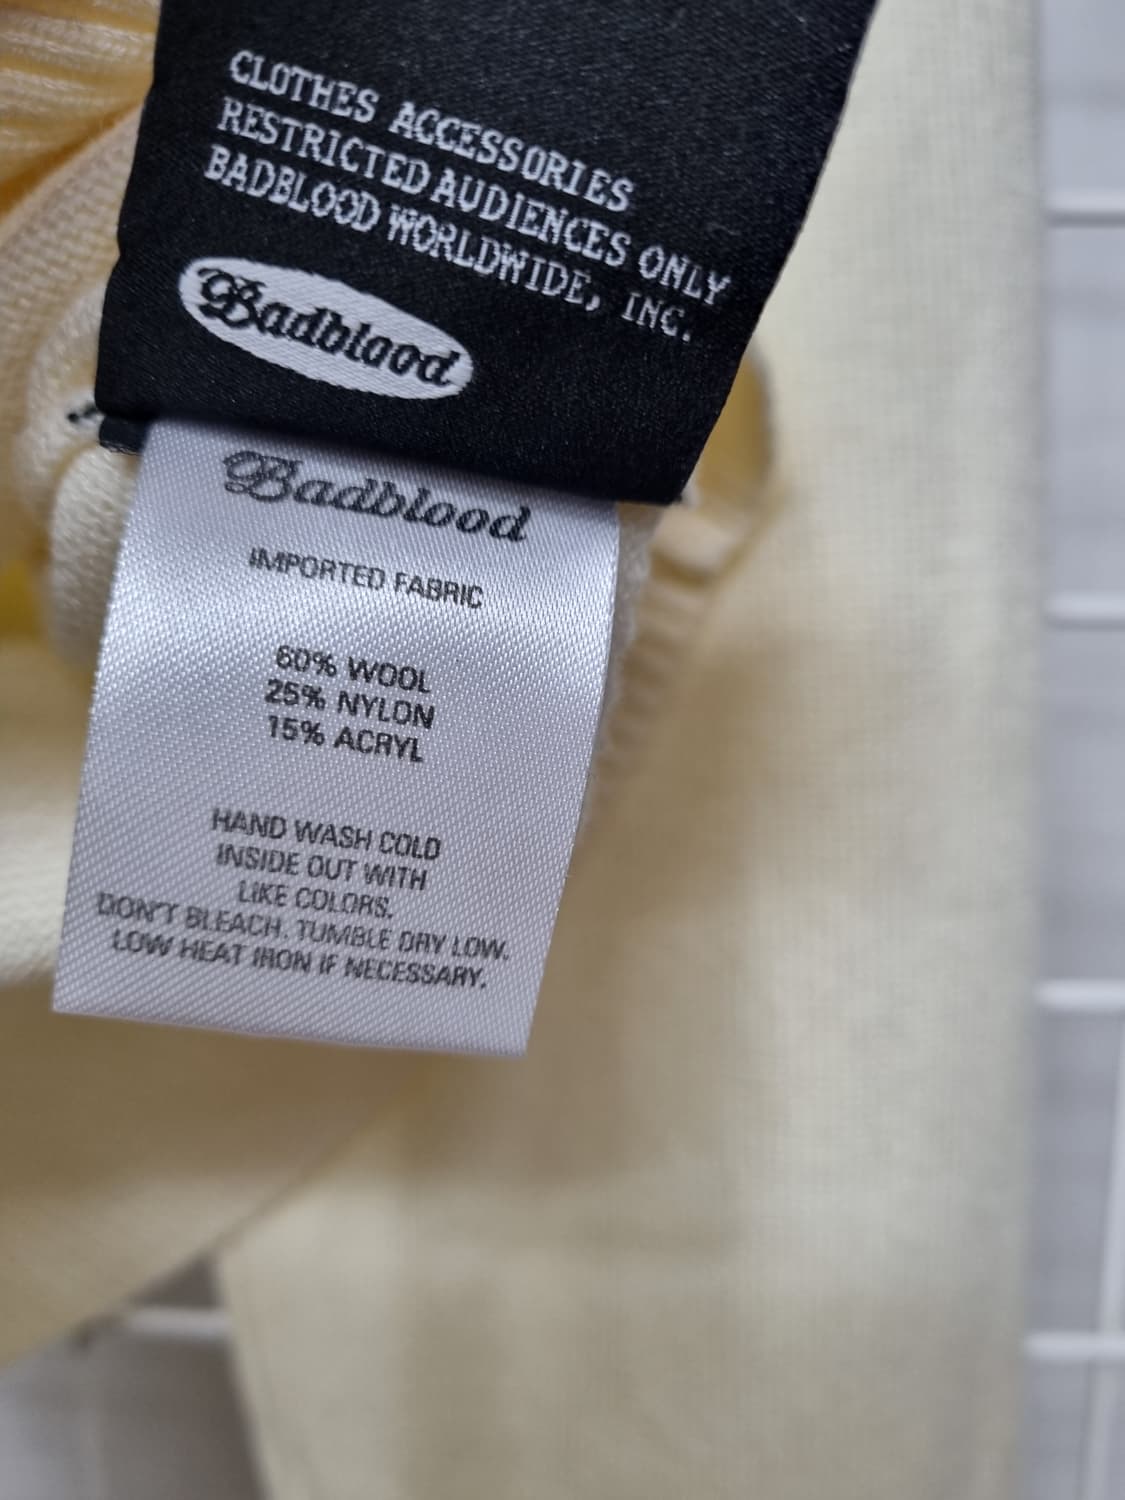 CLOTHES ACCESSORIES
RESTRICTED AUDIENCES ONLY
BADBLOOD WORLDWIDE, INC.
Badblood
Badblood
IMPORTED FABRIC
60% WOOL
25% NYLON
15% ACRYL
HAND WASH COLD
INSIDE OUT WITH
LIKE COLORS.
DON'T BLEACH. TUMBLE DRY LOW.
LOW HEAT IRON IF NECESSARY.